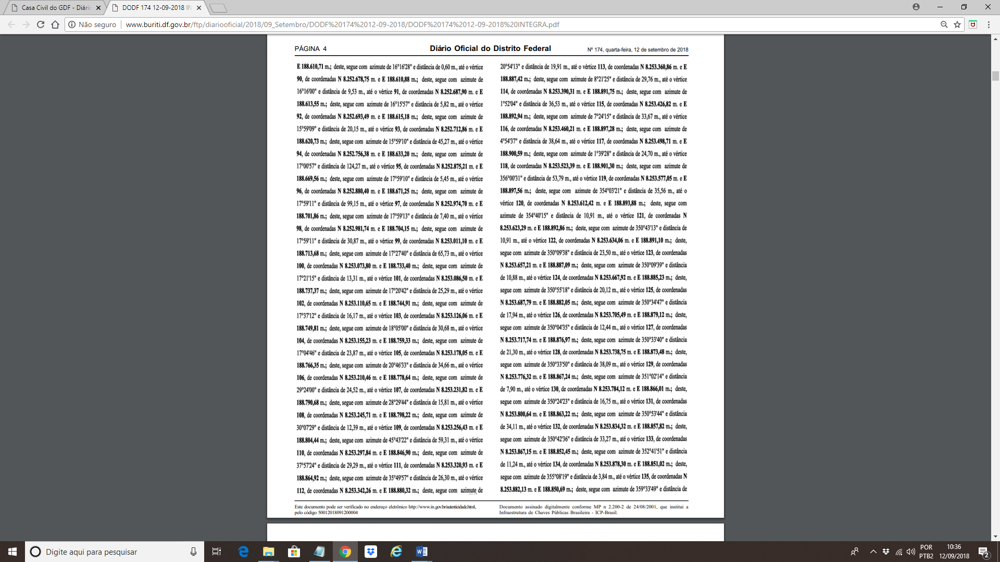 Casa Civil do GDF - Diário
DODF 174 12-09-2018 IN
Não seguro
www.buriti.df.gov.br/ftp/diariooficial/2018/09_Setembro/DODF%20174%2012-09-2018/DODF%20174%2012-09-2018%20INTEGRA.pdf
PÁGINA 4
Diário Oficial do Distrito Federal
Nº 174, quarta-feira, 12 de setembro de 2018
E 188.610,71 m.; deste, segue com azimute de 16°16'28" e distância de 0,60 m., até o vértice
90, de coordenadas N 8.252.678,75 m. e E 188.610,88 m.; deste, segue com azimute de
16°16'00" e distância de 9,53 m., até o vértice 91, de coordenadas N 8.252.687,90 m. e E
188.613,55 m.; deste, segue com azimute de 16°15'57" e distância de 5,82 m., até o vértice
92, de coordenadas N 8.252.693,49 m. e E 188.615,18 m.; deste, segue com azimute de
15°59'09" e distância de 20,15 m., até o vértice 93, de coordenadas N 8.252.712,86 m. e E
188.620,73 m.; deste, segue com azimute de 15°59'10" e distância de 45,27 m., até o vértice
94, de coordenadas N 8.252.756,38 m. e E 188.633,20 m.; deste, segue com azimute de
17°00'57" e distância de 124,27 m., até o vértice 95, de coordenadas N 8.252.875,21 m. e E
188.669,56 m.; deste, segue com azimute de 17°59'10" e distância de 5,45 m., até o vértice
96, de coordenadas N 8.252.880,40 m. e E 188.671,25 m.; deste, segue com azimute de
17°59'11" e distância de 99,15 m., até o vértice 97, de coordenadas N 8.252.974,70 m. e E
188.701,86 m.; deste, segue com azimute de 17°59'13" e distância de 7,40 m., até o vértice
98, de coordenadas N 8.252.981,74 m. e E 188.704,15 m.; deste, segue com azimute de
17°59'11" e distância de 30,87 m., até o vértice 99, de coordenadas N 8.253.011,10 m. e E
188.713,68 m.; deste, segue com azimute de 17°27'40" e distância de 65,73 m., até o vértice
100, de coordenadas N 8.253.073,80 m. e E 188.733,40 m.; deste, segue com azimute de
17°21'15" e distância de 13,31 m., até o vértice 101, de coordenadas N 8.253.086,50 m. e E
188.737,37 m.; deste, segue com azimute de 17°20'42" e distância de 25,29 m., até o vértice
102, de coordenadas N 8.253.110,65 m. e E 188.744,91 m.; deste, segue com azimute de
17°37'12" e distância de 16,17 m., até o vértice 103, de coordenadas N 8.253.126,06 m. e E
188.749,81 m.; deste, segue com azimute de 18°05'00" e distância de 30,68 m., até o vértice
104, de coordenadas N 8.253.155,23 m. e E 188.759,33 m.; deste, segue com azimute de
17°04'46" e distância de 23,87 m., até o vértice 105, de coordenadas N 8.253.178,05 m. e E
188.766,35 m.; deste, segue com azimute de 20°46'33" e distância de 34,66 m., até o vértice
106, de coordenadas N 8.253.210,46 m. e E 188.778,64 m.; deste, segue com azimute de
29°24'00" e distância de 24,52 m., até o vértice 107, de coordenadas N 8.253.231,82 m. e E
188.790,68 m.; deste, segue com azimute de 28°29'44" e distância de 15,81 m., até o vértice
108, de coordenadas N 8.253.245,71 m. e E 188.798,22 m.; deste, segue com azimute de
30°07'29" e distância de 12,39 m., até o vértice 109, de coordenadas N 8.253.256,43 m. e E
188.804,44 m.; deste, segue com azimute de 45°43'22" e distância de 59,31 m., até o vértice
110, de coordenadas N 8.253.297,84 m. e E 188.846,90 m.; deste, segue com azimute de
37°57'24" e distância de 29,29 m., até o vértice 111, de coordenadas N 8.253.320,93 m. e E
188.864,92 m.; deste, segue com azimute de 35°49'57" e distância de 26,30 m., até o vértice
112, de coordenadas N 8.253.342,26 m. e E 188.880,32 m.; deste, segue com azimute de
20°54'13" e distância de 19,91 m., até o vértice 113, de coordenadas N 8.253.360,86 m. e E
188.887,42 m.; deste, segue com azimute de 8°21'25" e distância de 29,76 m., até o vértice
114, de coordenadas N 8.253.390,31 m. e E 188.891,75 m.; deste, segue com azimute de
1°52'04" e distância de 36,53 m., até o vértice 115, de coordenadas N 8.253.426,82 m. e E
188.892,94 m.; deste, segue com azimute de 7°24'15" e distância de 33,67 m., até o vértice
116, de coordenadas N 8.253.460,21 m. e E 188.897,28 m.; deste, segue com azimute de
4°54'37" e distância de 38,64 m., até o vértice 117, de coordenadas N 8.253.498,71 m. e E
188.900,59 m.; deste, segue com azimute de 1°39'28" e distância de 24,70 m., até o vértice
118, de coordenadas N 8.253.523,39 m. e E 188.901,30 m.; deste, segue com azimute de
356°00'31" e distância de 53,79 m., até o vértice 119, de coordenadas N 8.253.577,05 m. e E
188.897,56 m.; deste, segue com azimute de 354°03'21" e distância de 35,56 m., até o
vértice 120, de coordenadas N 8.253.612,42 m. e E 188.893,88 m.; deste, segue com
azimute de 354°40'15" e distância de 10,91 m., até o vértice 121, de coordenadas N
8.253.623,29 m. e E 188.892,86 m.; deste, segue com azimute de 350°43'13" e distância de
10,91 m., até o vértice 122, de coordenadas N 8.253.634,06 m. e E 188.891,10 m.; deste,
segue com azimute de 350°09'38" e distância de 23,50 m., até o vértice 123, de coordenadas
N 8.253.657,21 m. e E 188.887,09 m.; deste, segue com azimute de 350°09'39" e distância
de 10,88 m., até o vértice 124, de coordenadas N 8.253.667,92 m. e E 188.885,23 m.; deste,
segue com azimute de 350°55'18" e distância de 20,12 m., até o vértice 125, de coordenadas
N 8.253.687,79 m. e E 188.882,05 m.; deste, segue com azimute de 350°34'47" e distância
de 17,94 m., até o vértice 126, de coordenadas N 8.253.705,49 m. e E 188.879,12 m.; deste,
segue com azimute de 350°04'35" e distância de 12,44 m., até o vértice 127, de coordenadas
N 8.253.717,74 m. e E 188.876,97 m.; deste, segue com azimute de 350°33'40" e distância
de 21,30 m., até o vértice 128, de coordenadas N 8.253.738,75 m. e E 188.873,48 m.; deste,
segue com azimute de 350°33'50" e distância de 38,09 m., até o vértice 129, de coordenadas
N 8.253.776,32 m. e E 188.867,24 m.; deste, segue com azimute de 351°02'14" e distância
de 7,90 m., até o vértice 130, de coordenadas N 8.253.784,12 m. e E 188.866,01 m.; deste,
segue com azimute de 350°24'23" e distância de 16,75 m., até o vértice 131, de coordenadas
N 8.253.800,64 m. e E 188.863,22 m.; deste, segue com azimute de 350°53'44" e distância
de 34,11 m., até o vértice 132, de coordenadas N 8.253.834,32 m. e E 188.857,82 m.; deste,
segue com azimute de 350°42'36" e distância de 33,27 m., até o vértice 133, de coordenadas
N 8.253.867,15 m. e E 188.852,45 m.; deste, segue com azimute de 352°41'51" e distância
de 11,24 m., até o vértice 134, de coordenadas N 8.253.878,30 m. e E 188.851,02 m.; deste,
segue com azimute de 355°08'19" e distância de 3,84 m., até o vértice 135, de coordenadas N
8.253.882,13 m. e E 188.850,69 m.; deste, segue com azimute de 359°33'49" e distância de
Este documento pode ser verificado no endereço eletrônico http://www.in.gov.br/autenticidade.html,
pelo código 50012018091200004
Documento assinado digitalmente conforme MP n 2.200-2 de 24/08/2001, que institui a
Infraestrutura de Chaves Públicas Brasileira - ICP-Brasil.
Digite aqui para pesquisar
POR
PTB2
10:36
12/09/2018
2